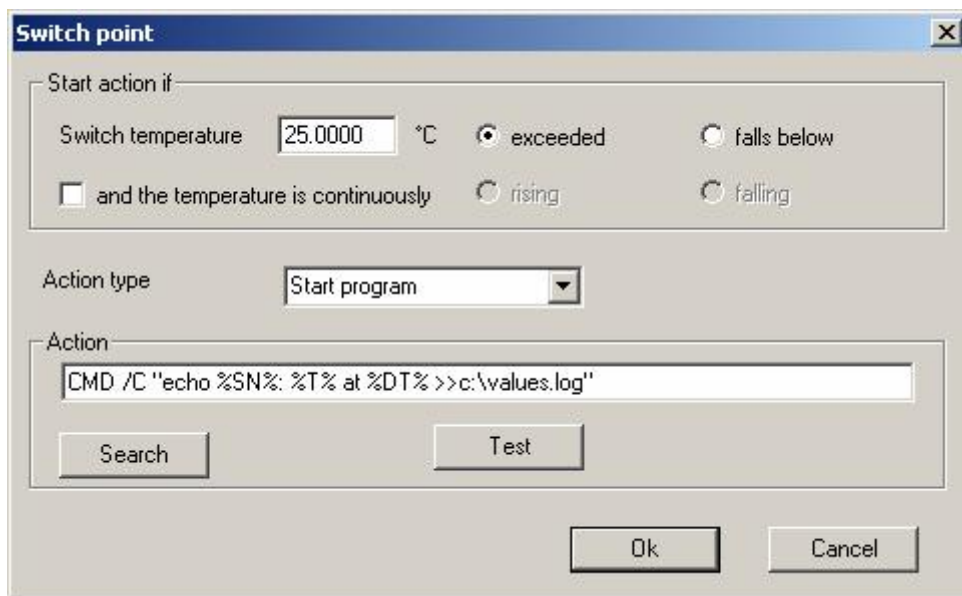 Switch point
Start action if
Switch temperature 25.0000 °C exceeded falls below
and the temperature is continuously rising falling
Action type Start program
Action
CMD /C "echo %SN%: %T% at %DT% >>c:\values.log"
Search Test
Ok Cancel